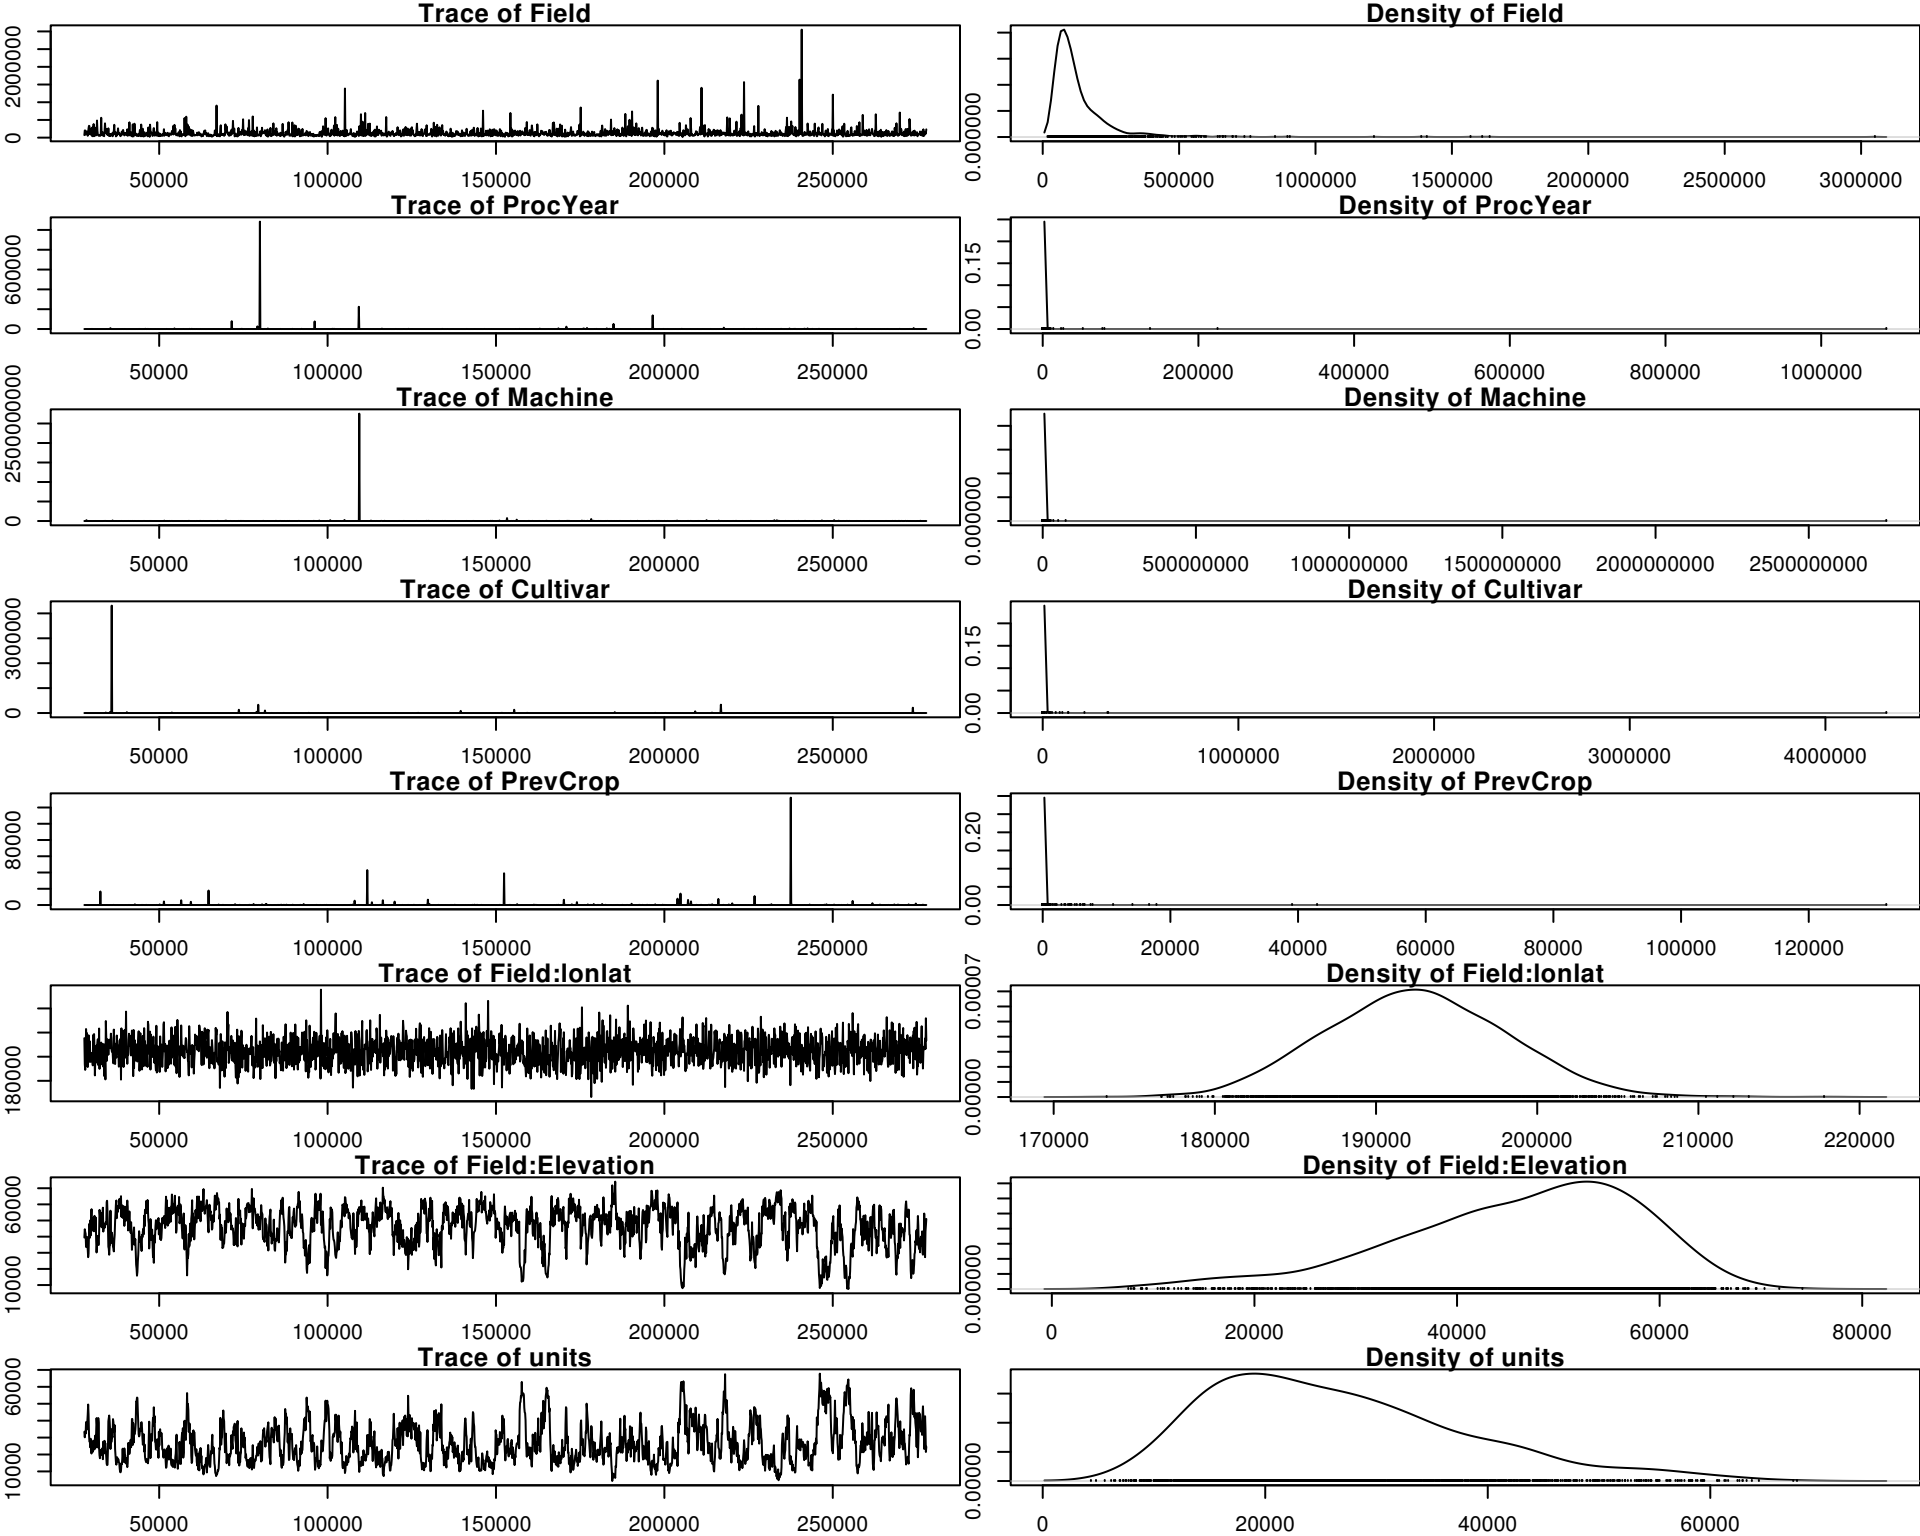 Trace of Field
Density of Field
0 2000000
50000 100000 150000 200000 250000
0.000000
0 500000 1000000 1500000 2000000 2500000 3000000
Trace of ProcYear
Density of ProcYear
0 600000
50000 100000 150000 200000 250000
0.00 0.15
0 200000 400000 600000 800000 1000000
Trace of Machine
Density of Machine
0
50000 100000 150000 200000 250000
0.000000
0 500000000 1000000000 1500000000 2000000000 2500000000
Trace of Cultivar
Density of Cultivar
0 3000000
50000 100000 150000 200000 250000
0.00 0.15
0 1000000 2000000 3000000 4000000
Trace of PrevCrop
Density of PrevCrop
0 80000
50000 100000 150000 200000 250000
0.00 0.20
0 20000 40000 60000 80000 100000 120000
Trace of Field:lonlat
Density of Field:lonlat
180000
50000 100000 150000 200000 250000
0.00000 0.00007
170000 180000 190000 200000 210000 220000
Trace of Field:Elevation
Density of Field:Elevation
10000 60000
50000 100000 150000 200000 250000
0.0000000
0 20000 40000 60000 80000
Trace of units
Density of units
10000 60000
50000 100000 150000 200000 250000
0.000000
0 20000 40000 60000